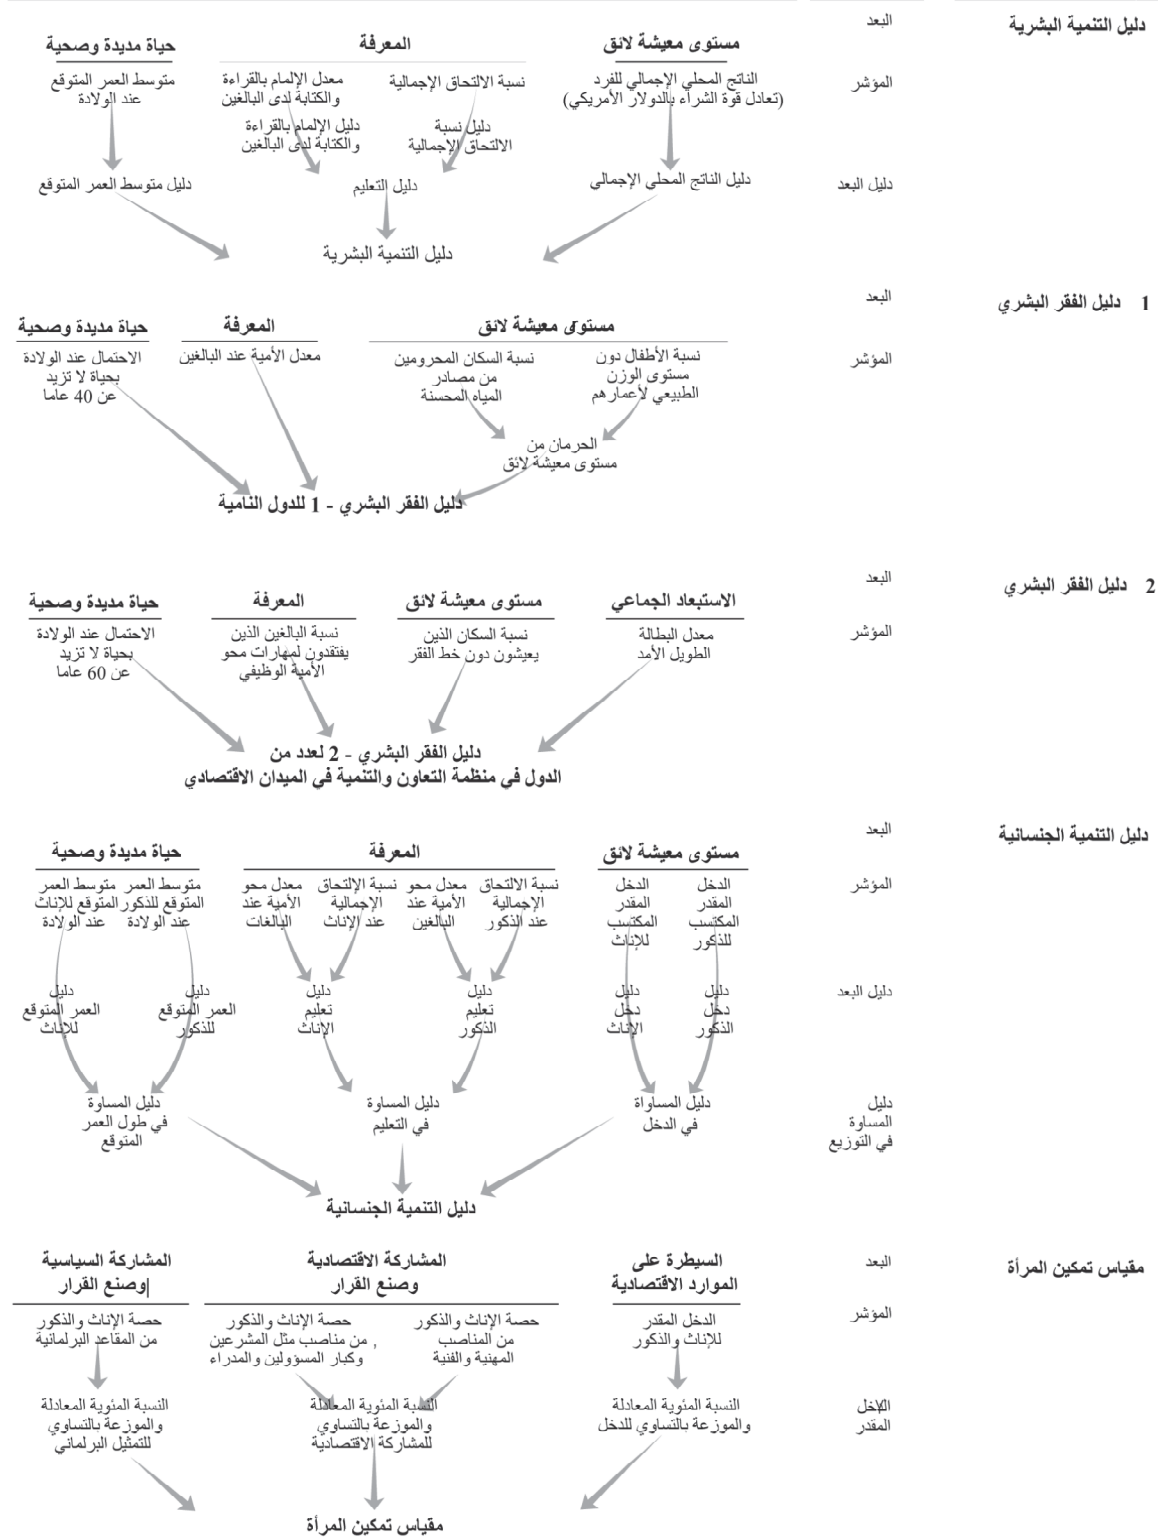 دليل التنمية البشرية
البعد
مستوى معيشة لائق
المعرفة
حياة مديدة وصحية
المؤشر
الناتج المحلي الإجمالي للفرد
(تعادل قوة الشراء بالدولار الأمريكي)
نسبة الالتحاق الإجمالية
معدل الإلمام بالقراءة
والكتابة لدى البالغين
متوسط العمر المتوقع
عند الولادة
دليل نسبة
الالتحاق الإجمالية
دليل الإلمام بالقراءة
والكتابة لدى البالغين
دليل البعد
دليل الناتج المحلي الإجمالي
دليل التعليم
دليل متوسط العمر المتوقع
دليل التنمية البشرية
1 دليل الفقر البشري
البعد
مستوى معيشة لائق
المعرفة
حياة مديدة وصحية
المؤشر
نسبة الأطفال دون
مستوى الوزن
الطبيعي لأعمارهم
نسبة السكان المحرومين
من مصادر
المياه المحسنة
معدل الأمية عند البالغين
الاحتمال عند الولادة
بحياة لا تزيد
عن 40 عاما
الحرمان من
مستوى معيشة لائق
دليل الفقر البشري - 1 للدول النامية
2 دليل الفقر البشري
البعد
الاستبعاد الجماعي
مستوى معيشة لائق
المعرفة
حياة مديدة وصحية
المؤشر
معدل البطالة
الطويل الأمد
نسبة السكان الذين
يعيشون دون خط الفقر
نسبة البالغين الذين
يفتقدون لمهارات محو
الأمية الوظيفي
الاحتمال عند الولادة
بحياة لا تزيد
عن 60 عاما
دليل الفقر البشري - 2 لعدد من
الدول في منظمة التعاون والتنمية في الميدان الاقتصادي
دليل التنمية الجنسانية
البعد
مستوى معيشة لائق
المعرفة
حياة مديدة وصحية
المؤشر
الدخل
المقدر
المكتسب
للذكور
الدخل
المقدر
المكتسب
للإناث
نسبة الالتحاق
الإجمالية
عند الذكور
معدل محو
الأمية عند
البالغين
نسبة الإلتحاق
الإجمالية
عند الإناث
معدل محو
الأمية عند
البالغات
متوسط العمر
المتوقع للذكور
عند الولادة
متوسط العمر
المتوقع للإناث
عند الولادة
دليل البعد
دليل
دخل
الذكور
دليل
دخل
الإناث
دليل
تعليم
الذكور
دليل
تعليم
الإناث
دليل
العمر المتوقع
للذكور
دليل
العمر المتوقع
للإناث
دليل
المساوة
في التوزيع
دليل المساواة
في الدخل
دليل المساوة
في التعليم
دليل المساوة
في طول العمر
المتوقع
دليل التنمية الجنسانية
مقياس تمكين المرأة
البعد
السيطرة على
الموارد الاقتصادية
المشاركة الاقتصادية
وصنع القرار
المشاركة السياسية
وصنع القرار
المؤشر
الدخل المقدر
للإناث والذكور
حصة الإناث والذكور
من المناصب
المهنية والفنية
حصة الإناث والذكور
من مناصب مثل المشرعين
وكبار المسؤولين والمدراء
حصة الإناث والذكور
من المقاعد البرلمانية
المقدر
النسبة المئوية المعادلة
والموزعة بالتساوي للدخل
النسبة المئوية المعادلة
والموزعة بالتساوي
للمشاركة الاقتصادية
النسبة المئوية المعادلة
والموزعة بالتساوي
للتمثيل البرلماني
مقياس تمكين المرأة